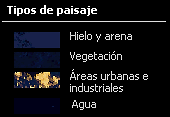 Tipos de paisaje
Hielo y arena
Vegetación
Áreas urbanas e
industriales
Agua